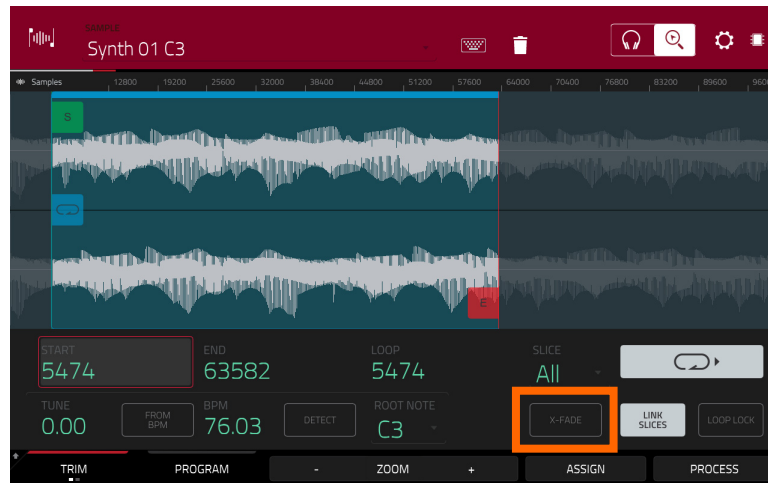 SAMPLE
Synth 01 C3
Samples 12800 19200 25600 32000 38400 44800 51200 57600 64000 70400 76800 83200 89600 9600
S
E
START END LOOP SLICE
5474 63582 5474 All
TUNE BPM ROOT NOTE
0.00 FROM BPM 76.03 DETECT C3 X-FADE LINK SLICES LOOP LOCK
TRIM PROGRAM - ZOOM + ASSIGN PROCESS